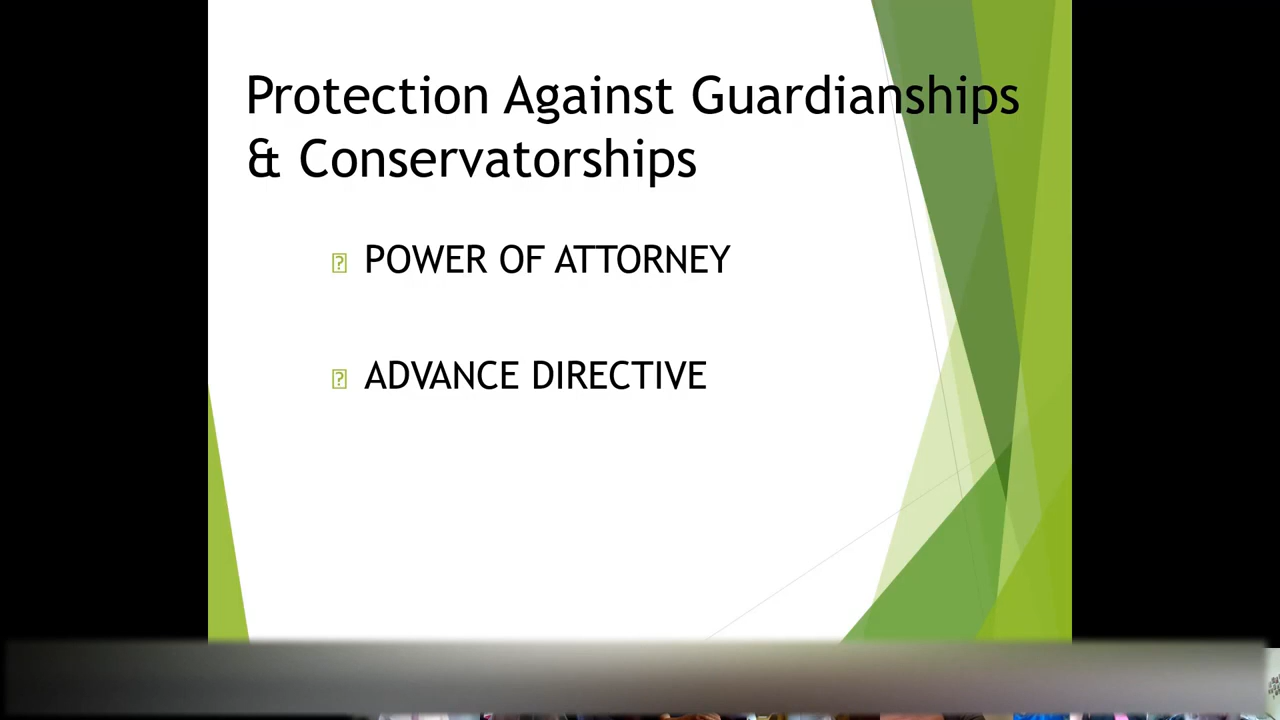 Protection Against Guardianships
& Conservatorships
POWER OF ATTORNEY
ADVANCE DIRECTIVE